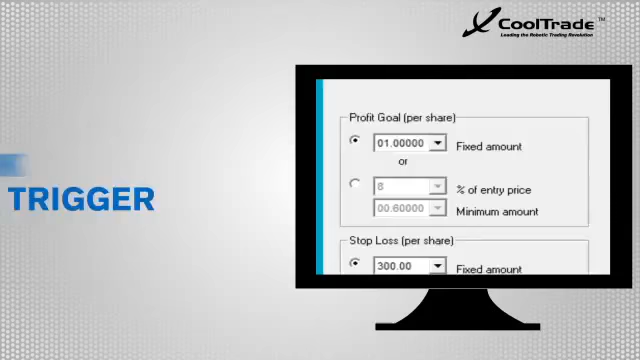 CoolTrade™
Leading the Robotic Trading Revolution
TRIGGER
Profit Goal (per share)
01.00000 Fixed amount
or
8 % of entry price
00.60000 Minimum amount
Stop Loss (per share)
300.00 Fixed amount